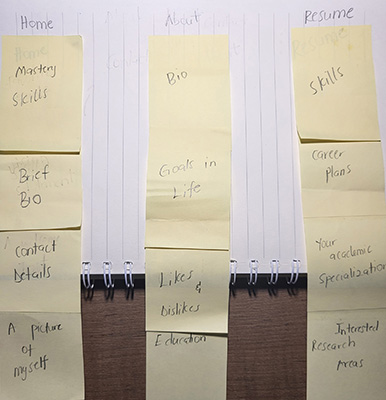 Home
Mastery
Skills
Brief
Bio
Contact
Details
A picture
of
myself
About
Bio
Goals in
Life
Likes
&
Dislikes
Education
Resume
Skills
Career
Plans
Your
academic
Specialization
Interested
Research
Areas